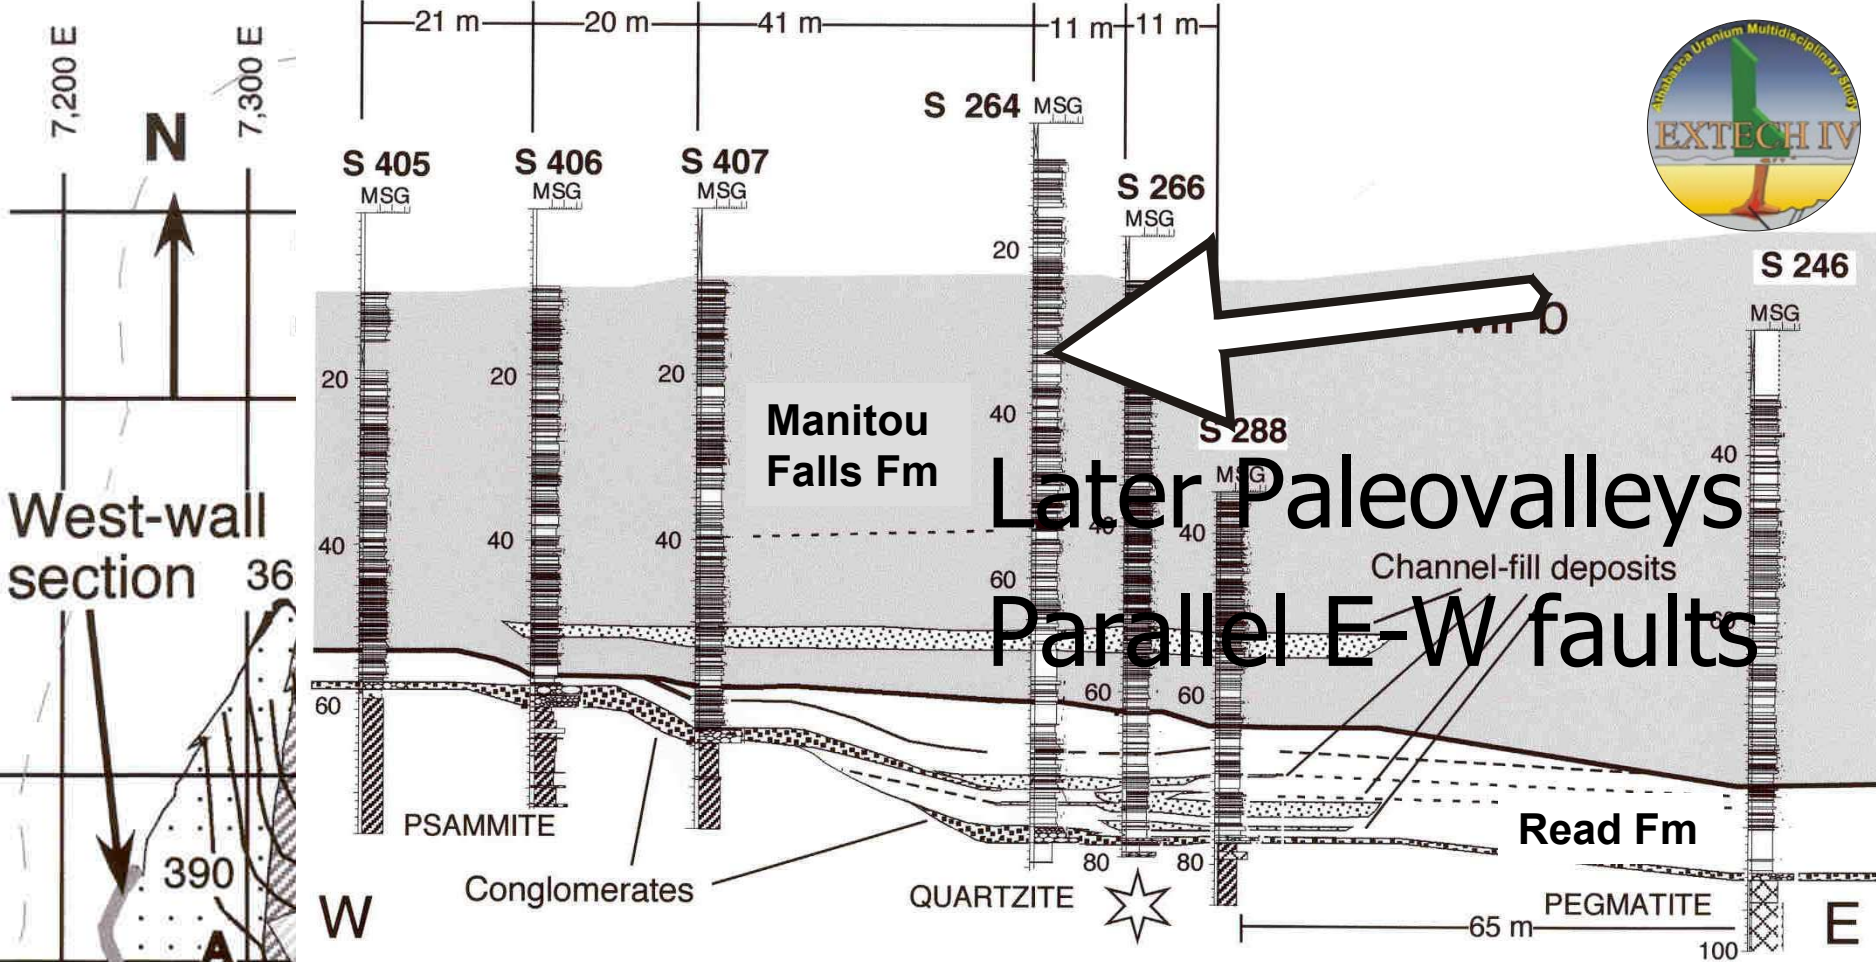 21 m
20 m
41 m
11 m
11 m
7,200 E
7,300 E
N
Athabasca Uranium Multidisciplinary Study
EXTECH IV
S 264 MSG
S 405
MSG
S 406
MSG
S 407
MSG
S 266
MSG
S 246
MSG
S 288
MSG
20
20
20
20
Manitou
Falls Fm
40
40
Later Paleovalleys
40
40
40
40
40
West-wall
section
36
Channel-fill deposits
60
Parallel E-W faults
60
60
60
60
PSAMMITE
Read Fm
390
Conglomerates
80
80
QUARTZITE
PEGMATITE
W
E
65 m
100
A